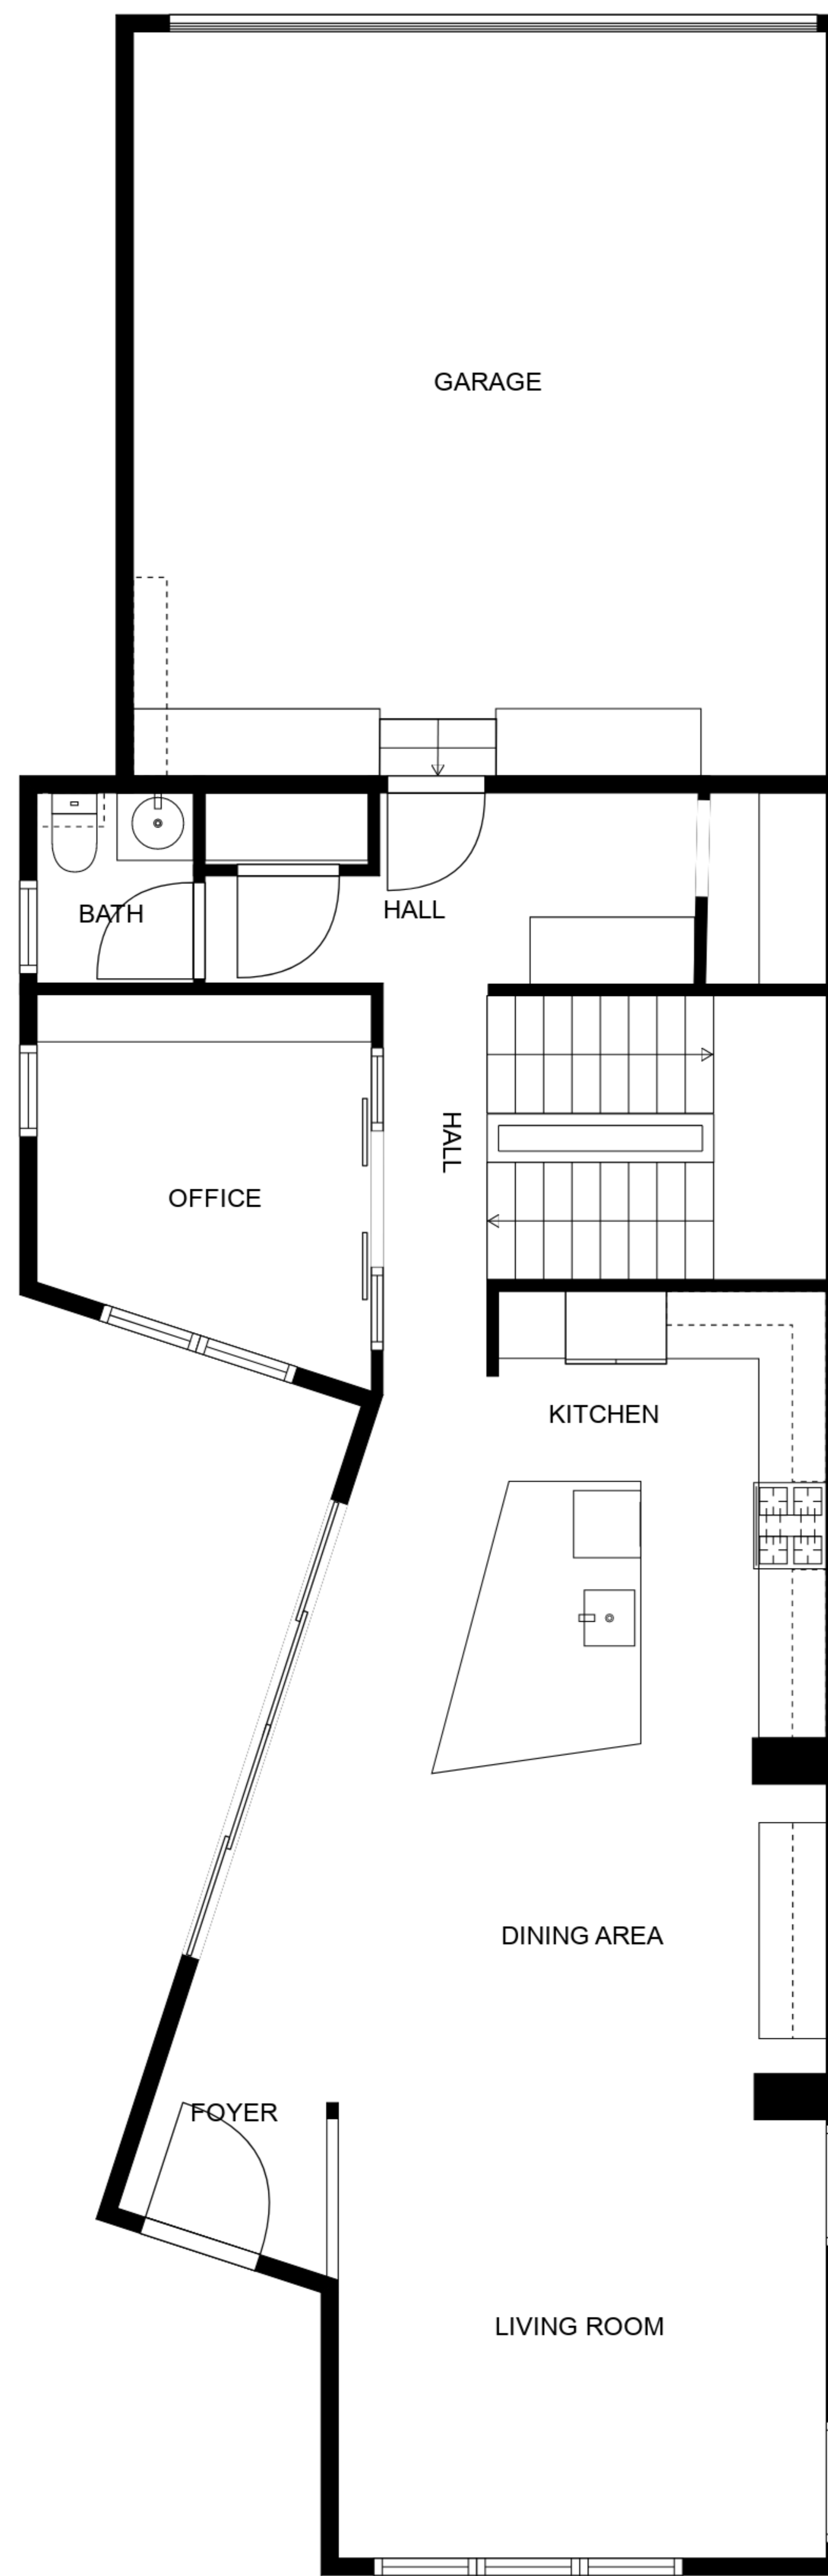 GARAGE
BATH
HALL
HALL
OFFICE
KITCHEN
DINING AREA
FOYER
LIVING ROOM